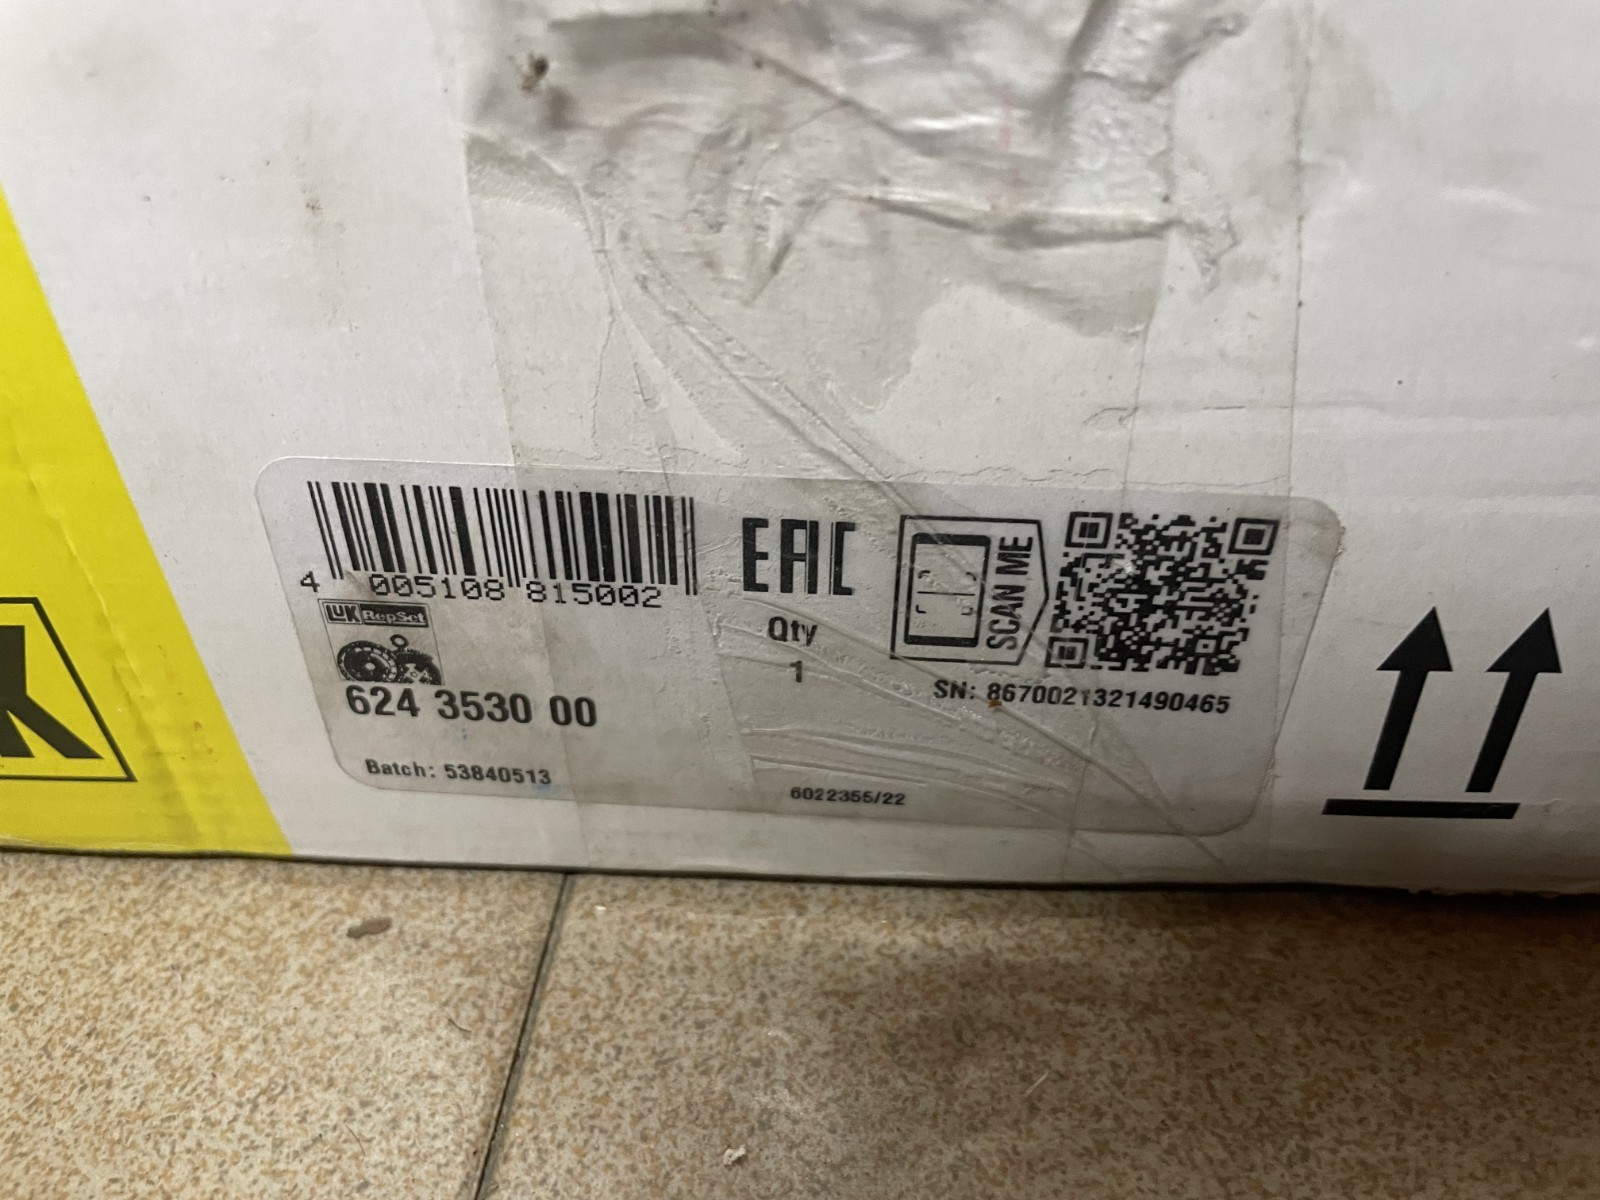 4 005108 815002
LuK RepSet
624 3530 00
Batch: 53840513
EAC
Qty
1
SCAN ME
SN: 8670021321490465
6022355/22
K